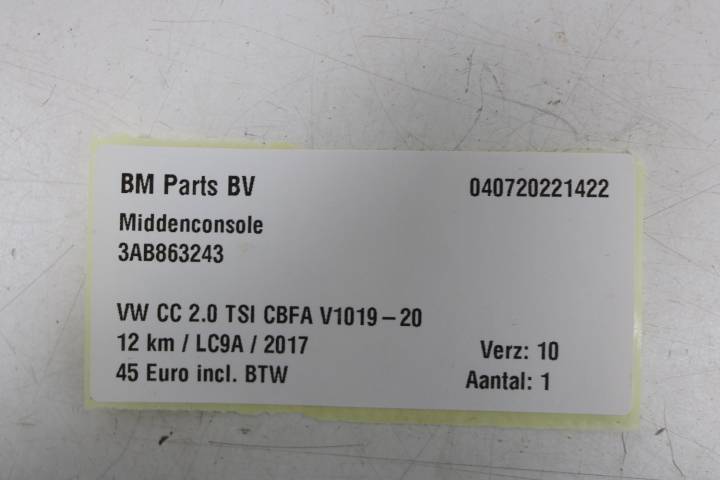 BM Parts BV 040720221422
Middenconsole
3AB863243
VW CC 2.0 TSI CBFA V1019-20
12 km / LC9A / 2017 Verz: 10
45 Euro incl. BTW Aantal: 1